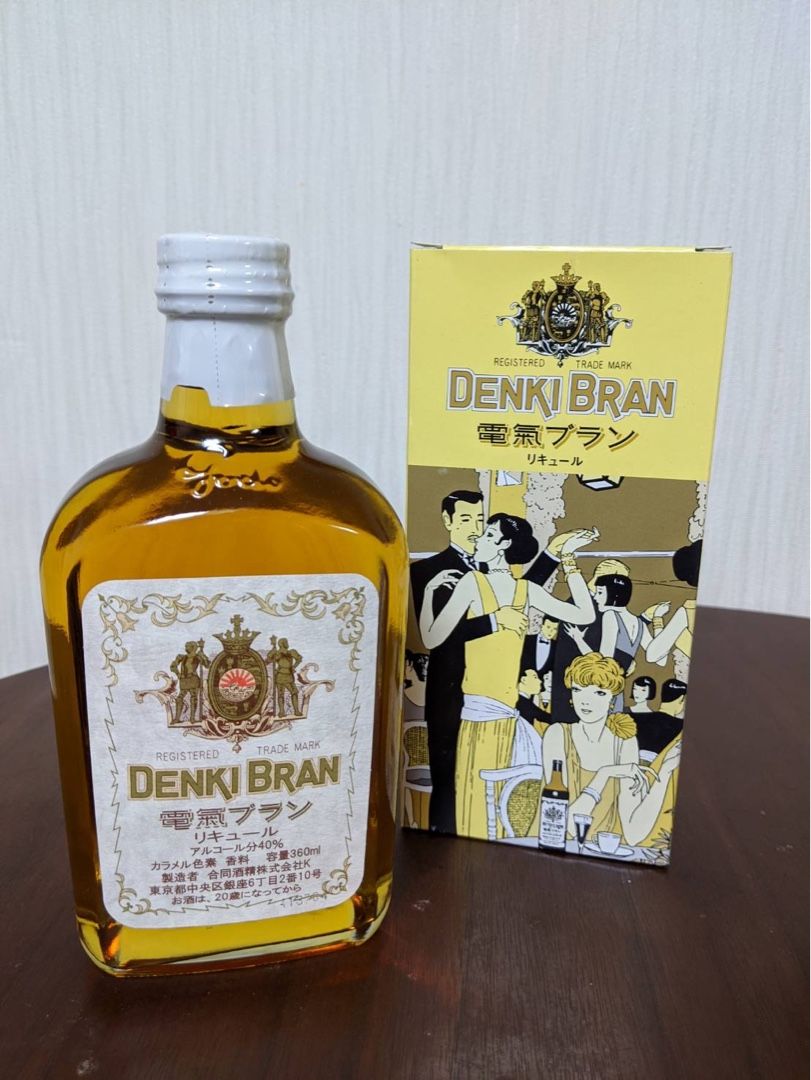 Godo
REGISTERED TRADE MARK
DENKI BRAN
電氣ブラン
リキュール
アルコール分40%
カラメル色素 香料 容量360ml
製造者 合同酒精株式会社K
東京都中央区銀座6丁目2番10号
お酒は、20歳になってから
REGISTERED TRADE MARK
DENKI BRAN
電氣ブラン
リキュール